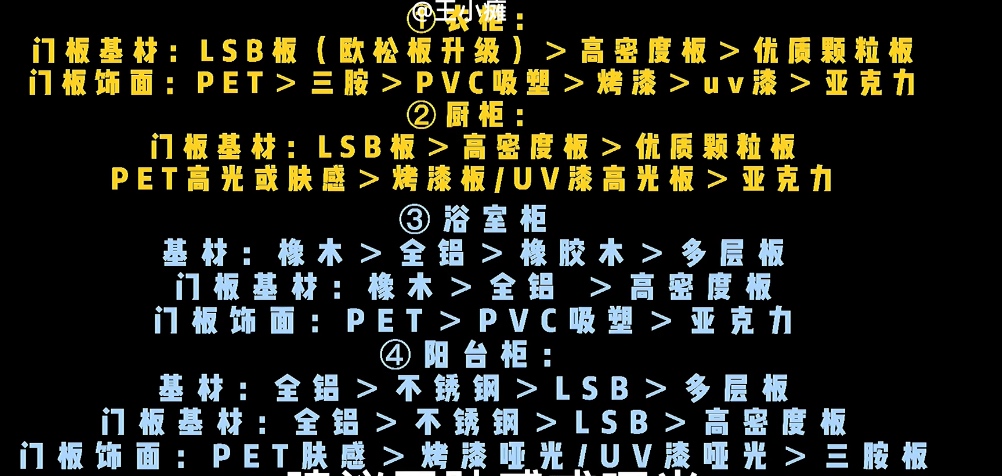 @王小癞
① 衣柜：
门板基材：LSB板（欧松板升级）＞高密度板＞优质颗粒板
门板饰面：PET＞三胺＞PVC吸塑＞烤漆＞uv漆＞亚克力
② 厨柜：
门板基材：LSB板＞高密度板＞优质颗粒板
PET高光或肤感＞烤漆板/UV漆高光板＞亚克力
③ 浴室柜
基材：橡木＞全铝＞橡胶木＞多层板
门板基材：橡木＞全铝 ＞高密度板
门板饰面：PET＞PVC吸塑＞亚克力
④ 阳台柜：
基材：全铝＞不锈钢＞LSB＞多层板
门板基材：全铝＞不锈钢＞LSB＞高密度板
门板饰面：PET肤感＞烤漆哑光/UV漆哑光＞三胺板